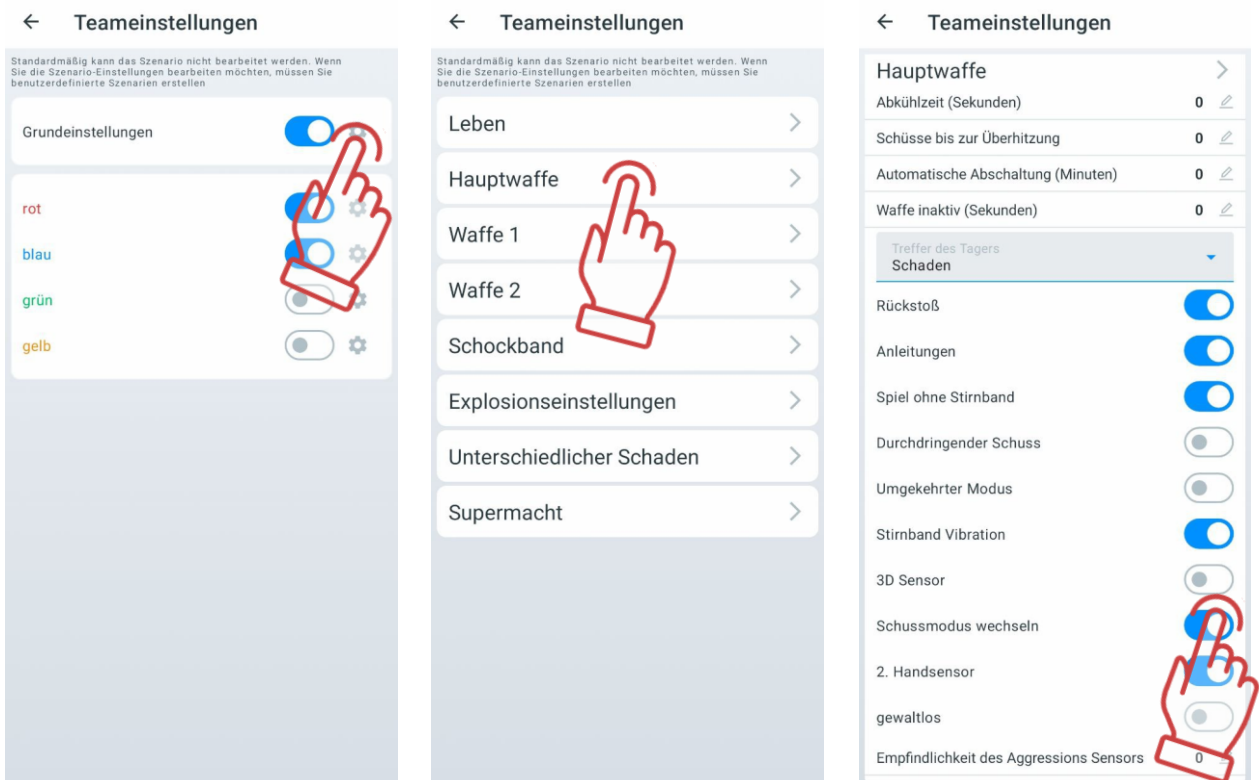 Teameinstellungen
Standardmäßig kann das Szenario nicht bearbeitet werden. Wenn
Sie die Szenario-Einstellungen bearbeiten möchten, müssen Sie
benutzerdefinierte Szenarien erstellen
Grundeinstellungen
rot
blau
grün
gelb
Teameinstellungen
Standardmäßig kann das Szenario nicht bearbeitet werden. Wenn
Sie die Szenario-Einstellungen bearbeiten möchten, müssen Sie
benutzerdefinierte Szenarien erstellen
Leben
Hauptwaffe
Waffe 1
Waffe 2
Schockband
Explosionseinstellungen
Unterschiedlicher Schaden
Supermacht
Teameinstellungen
Hauptwaffe
Abkühlzeit (Sekunden) 0
Schüsse bis zur Überhitzung 0
Automatische Abschaltung (Minuten) 0
Waffe inaktiv (Sekunden) 0
Treffer des Tagers
Schaden
Rückstoß
Anleitungen
Spiel ohne Stirnband
Durchdringender Schuss
Umgekehrter Modus
Stirnband Vibration
3D Sensor
Schussmodus wechseln
2. Handsensor
gewaltlos
Empfindlichkeit des Aggressions Sensors 0